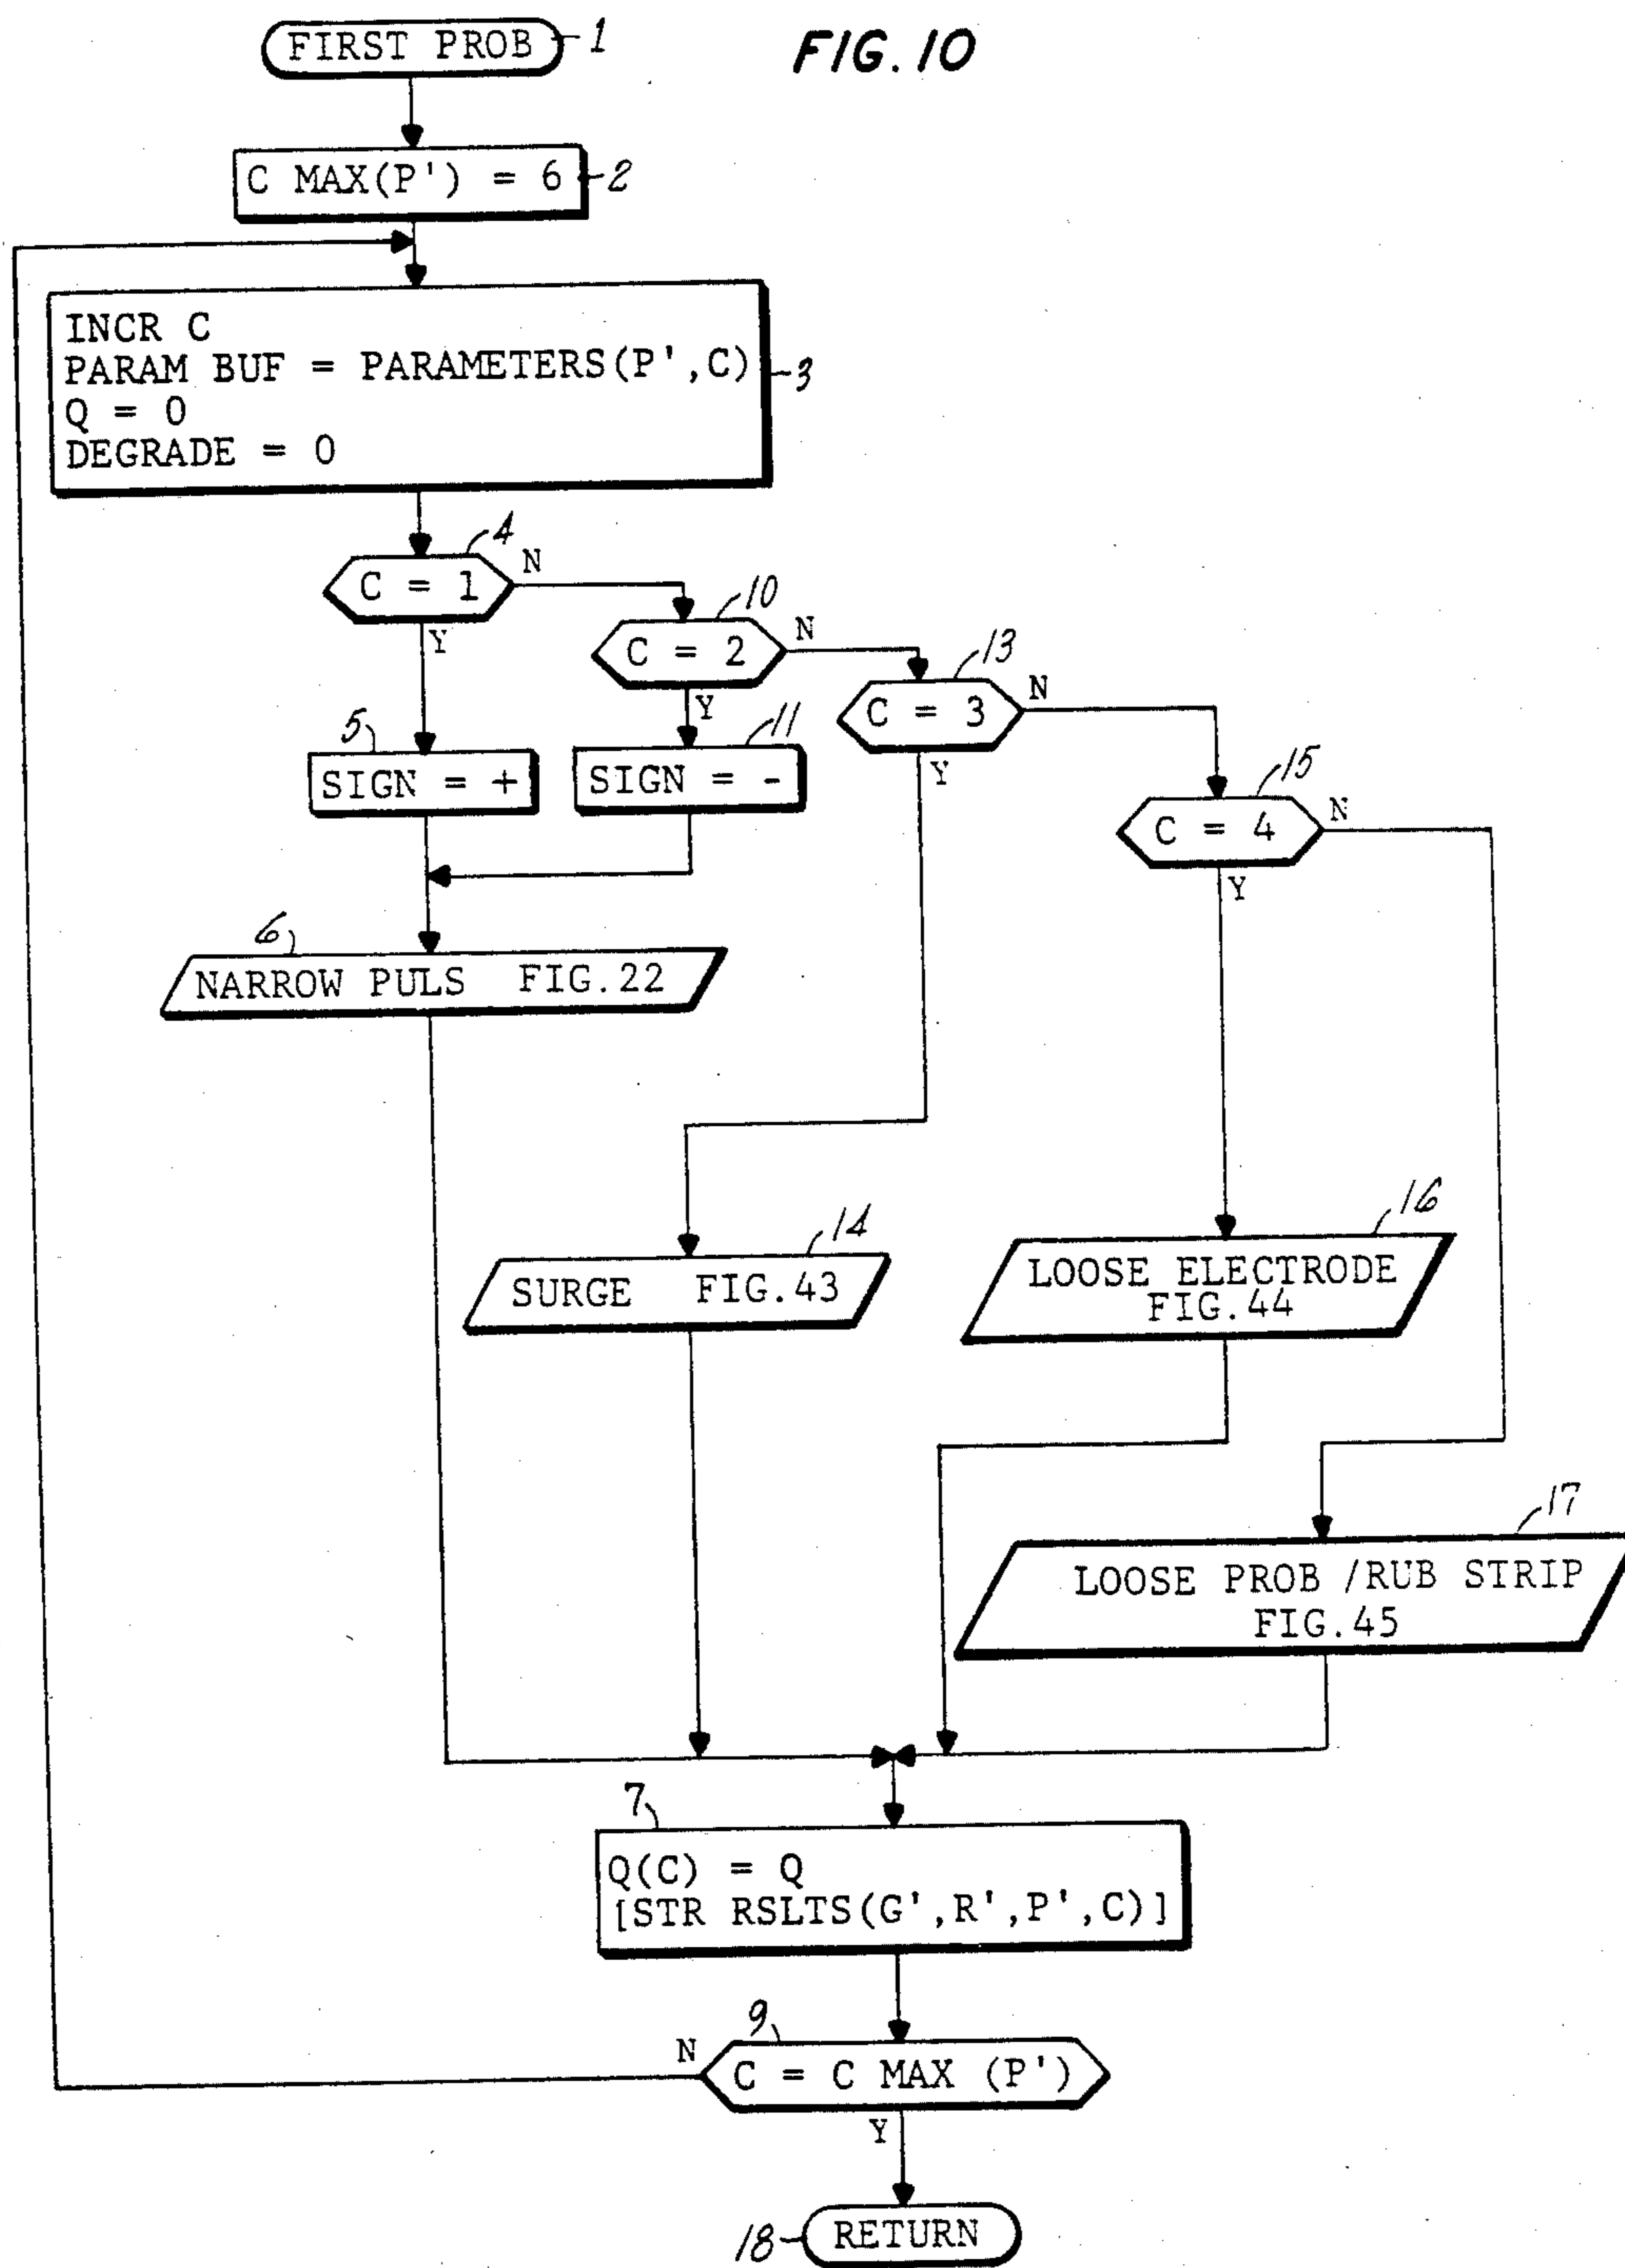 FIG. 10
FIRST PROB 1
C MAX(P') = 6 2
INCR C
PARAM BUF = PARAMETERS(P',C) 3
Q = 0
DEGRADE = 0
4
C = 1 N
Y
10
C = 2 N
Y
13
C = 3 N
Y
15
C = 4 N
Y
5
SIGN = +
11
SIGN = -
6
NARROW PULS FIG.22
14
SURGE FIG.43
16
LOOSE ELECTRODE
FIG.44
17
LOOSE PROB /RUB STRIP
FIG.45
7
Q(C) = Q
[STR RSLTS(G',R',P',C)]
9
N
C = C MAX (P')
Y
18 RETURN